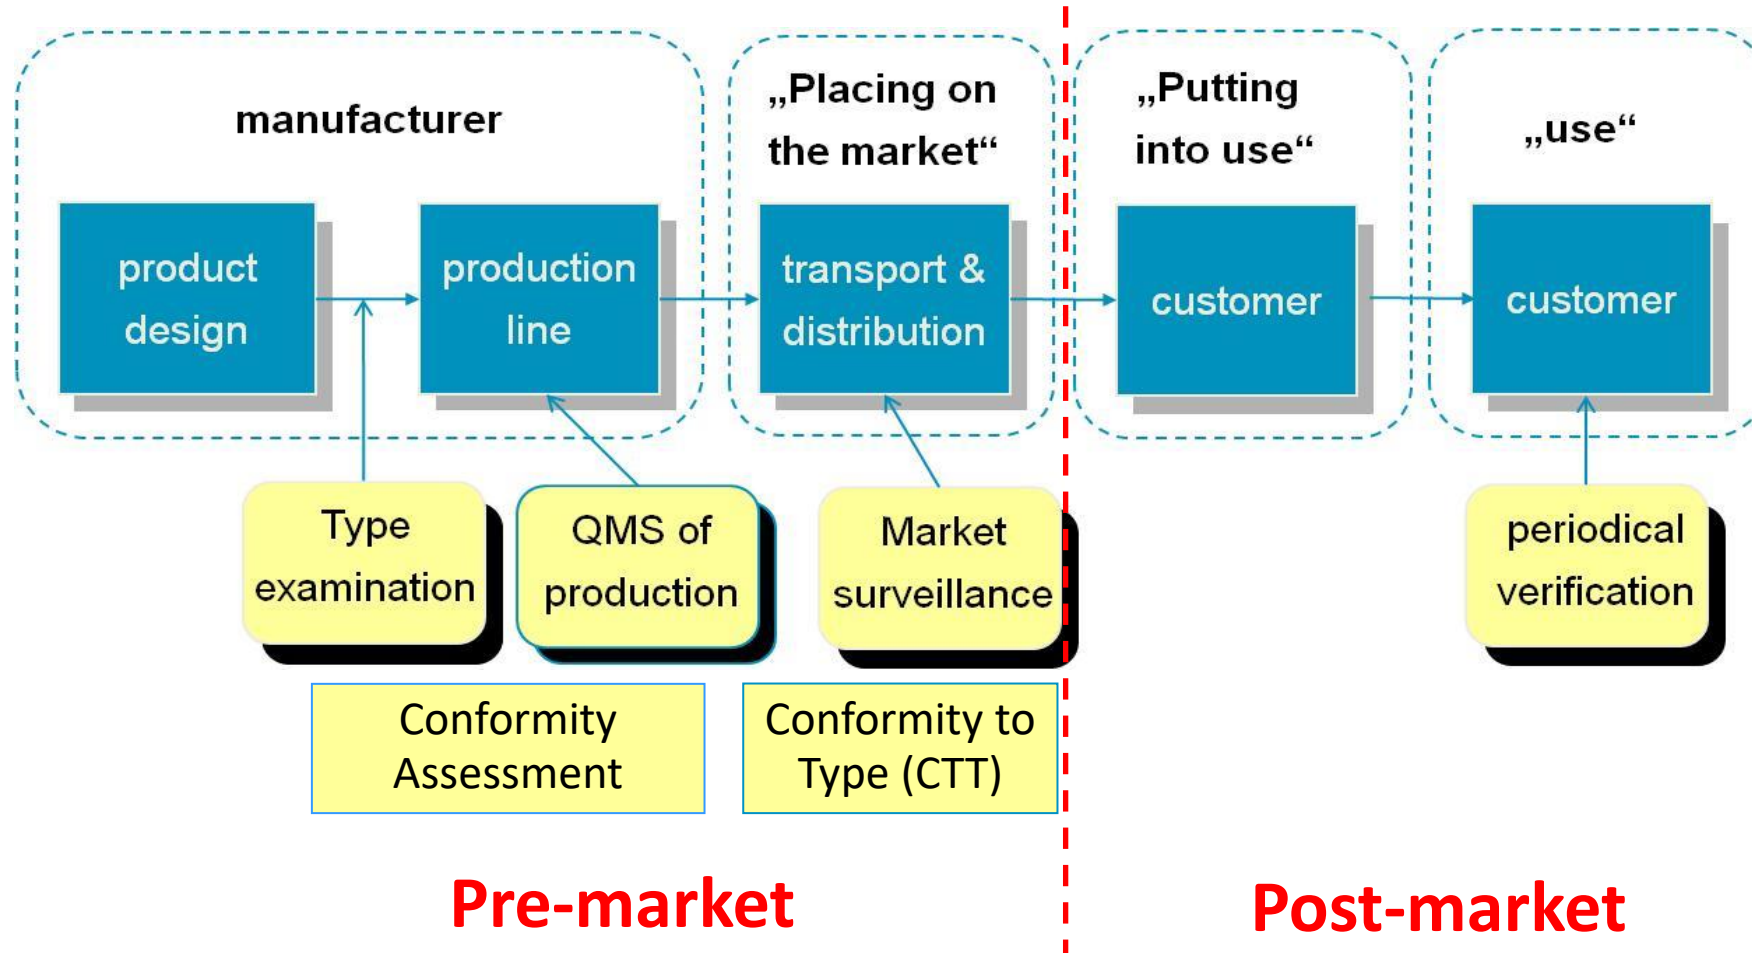 manufacturer
„Placing on
the market“
„Putting
into use“
„use“
product
design
production
line
transport &
distribution
customer
customer
Type
examination
QMS of
production
Market
surveillance
periodical
verification
Conformity
Assessment
Conformity to
Type (CTT)
Pre-market
Post-market